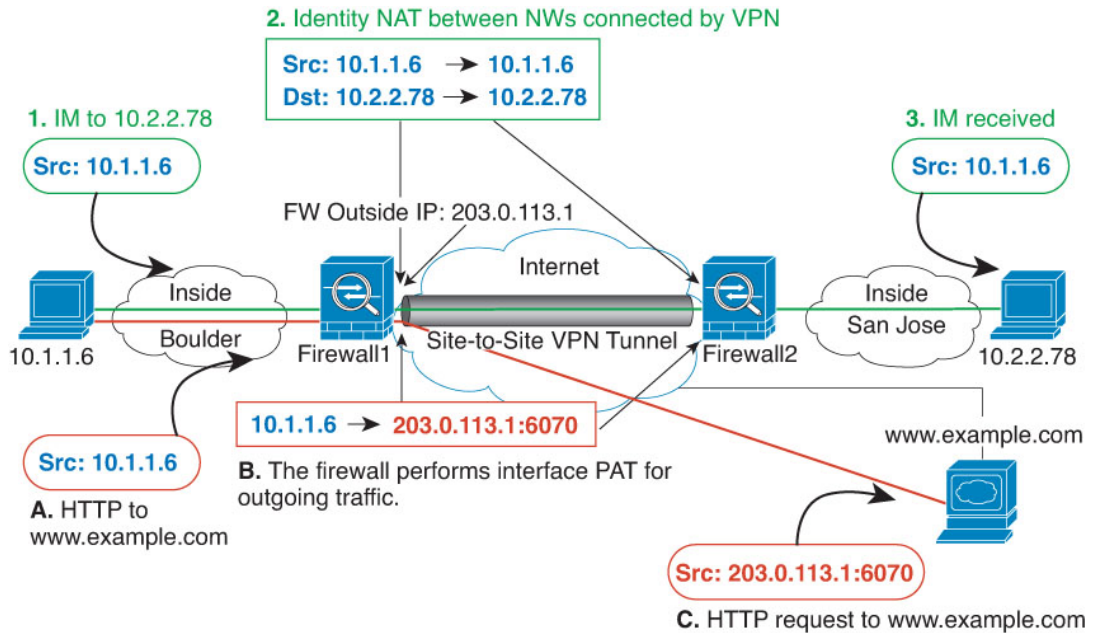 2. Identity NAT between NWs connected by VPN
Src: 10.1.1.6 → 10.1.1.6
Dst: 10.2.2.78 → 10.2.2.78
1. IM to 10.2.2.78
Src: 10.1.1.6
3. IM received
Src: 10.1.1.6
FW Outside IP: 203.0.113.1
Internet
Inside
Boulder
Inside
San Jose
Site-to-Site VPN Tunnel
10.1.1.6
Firewall1
Firewall2
10.2.2.78
10.1.1.6 → 203.0.113.1:6070
B. The firewall performs interface PAT for
outgoing traffic.
Src: 10.1.1.6
A. HTTP to
www.example.com
www.example.com
Src: 203.0.113.1:6070
C. HTTP request to www.example.com